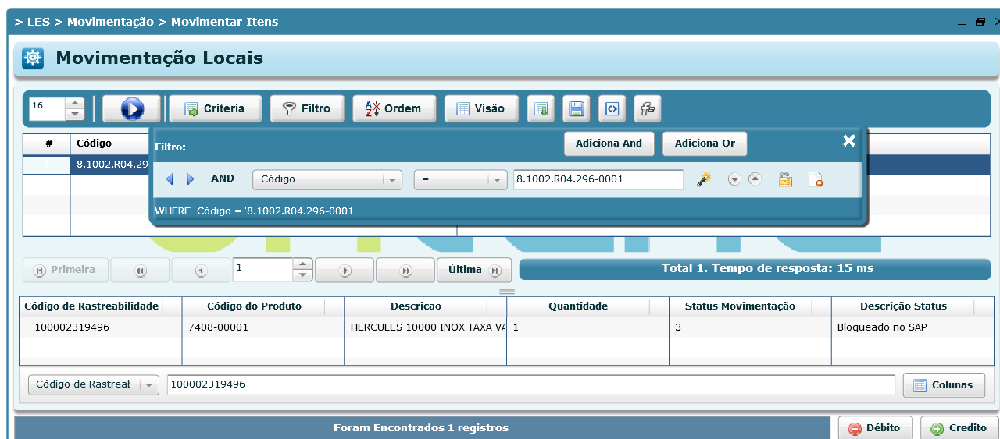 > LES > Movimentação > Movimentar Itens
Movimentação Locais
16 Criteria Filtro Ordem Visão
# Código
Filtro: Adiciona And Adiciona Or
1 8.1002.R04.29
AND Código = 8.1002.R04.296-0001
WHERE Código = '8.1002.R04.296-0001'
Primeira 1 Última Total 1. Tempo de resposta: 15 ms
Código de Rastreabilidade Código do Produto Descricao Quantidade Status Movimentação Descrição Status
100002319496 7408-00001 HERCULES 10000 INOX TAXA VA 1 3 Bloqueado no SAP
Código de Rastreal 100002319496 Colunas
Foram Encontrados 1 registros Débito Credito